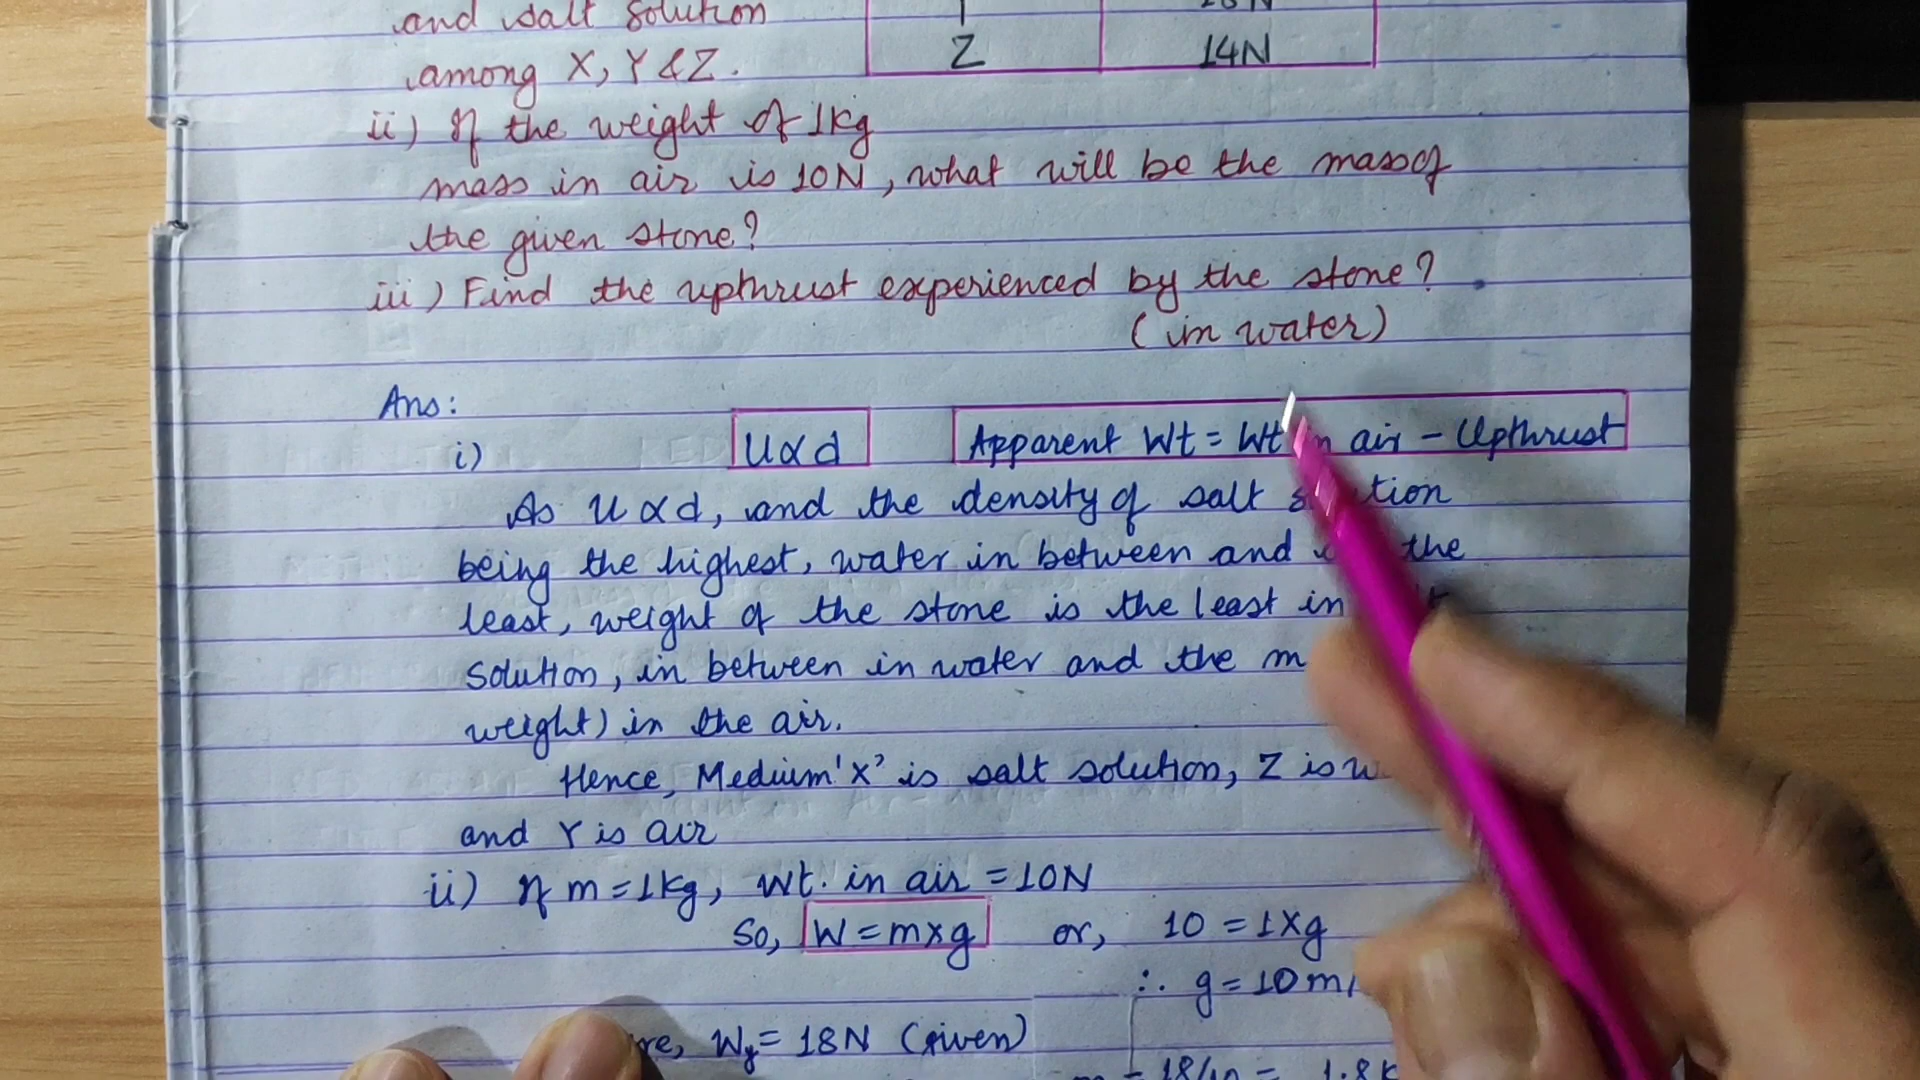 and salt solution
among X, Y & Z.
Z 14N
ii) If the weight of 1kg
mass in air is 10N, what will be the mass of
the given stone?
iii) Find the upthrust experienced by the stone?
(in water)
Ans:
i) U∝d Apparent Wt = Wt in air - Upthrust
As U∝d, and the density of salt
being the highest, water in between and the
least, weight of the stone is the least in
solution, in between in water and the
weight) in the air.
Hence, Medium 'X' is salt solution, Z is
and Y is air
ii) If m = 1kg, Wt. in air = 10N
So, W = m×g or, 10 = 1×g
∴ g = 10 m/
Wy = 18N (given)